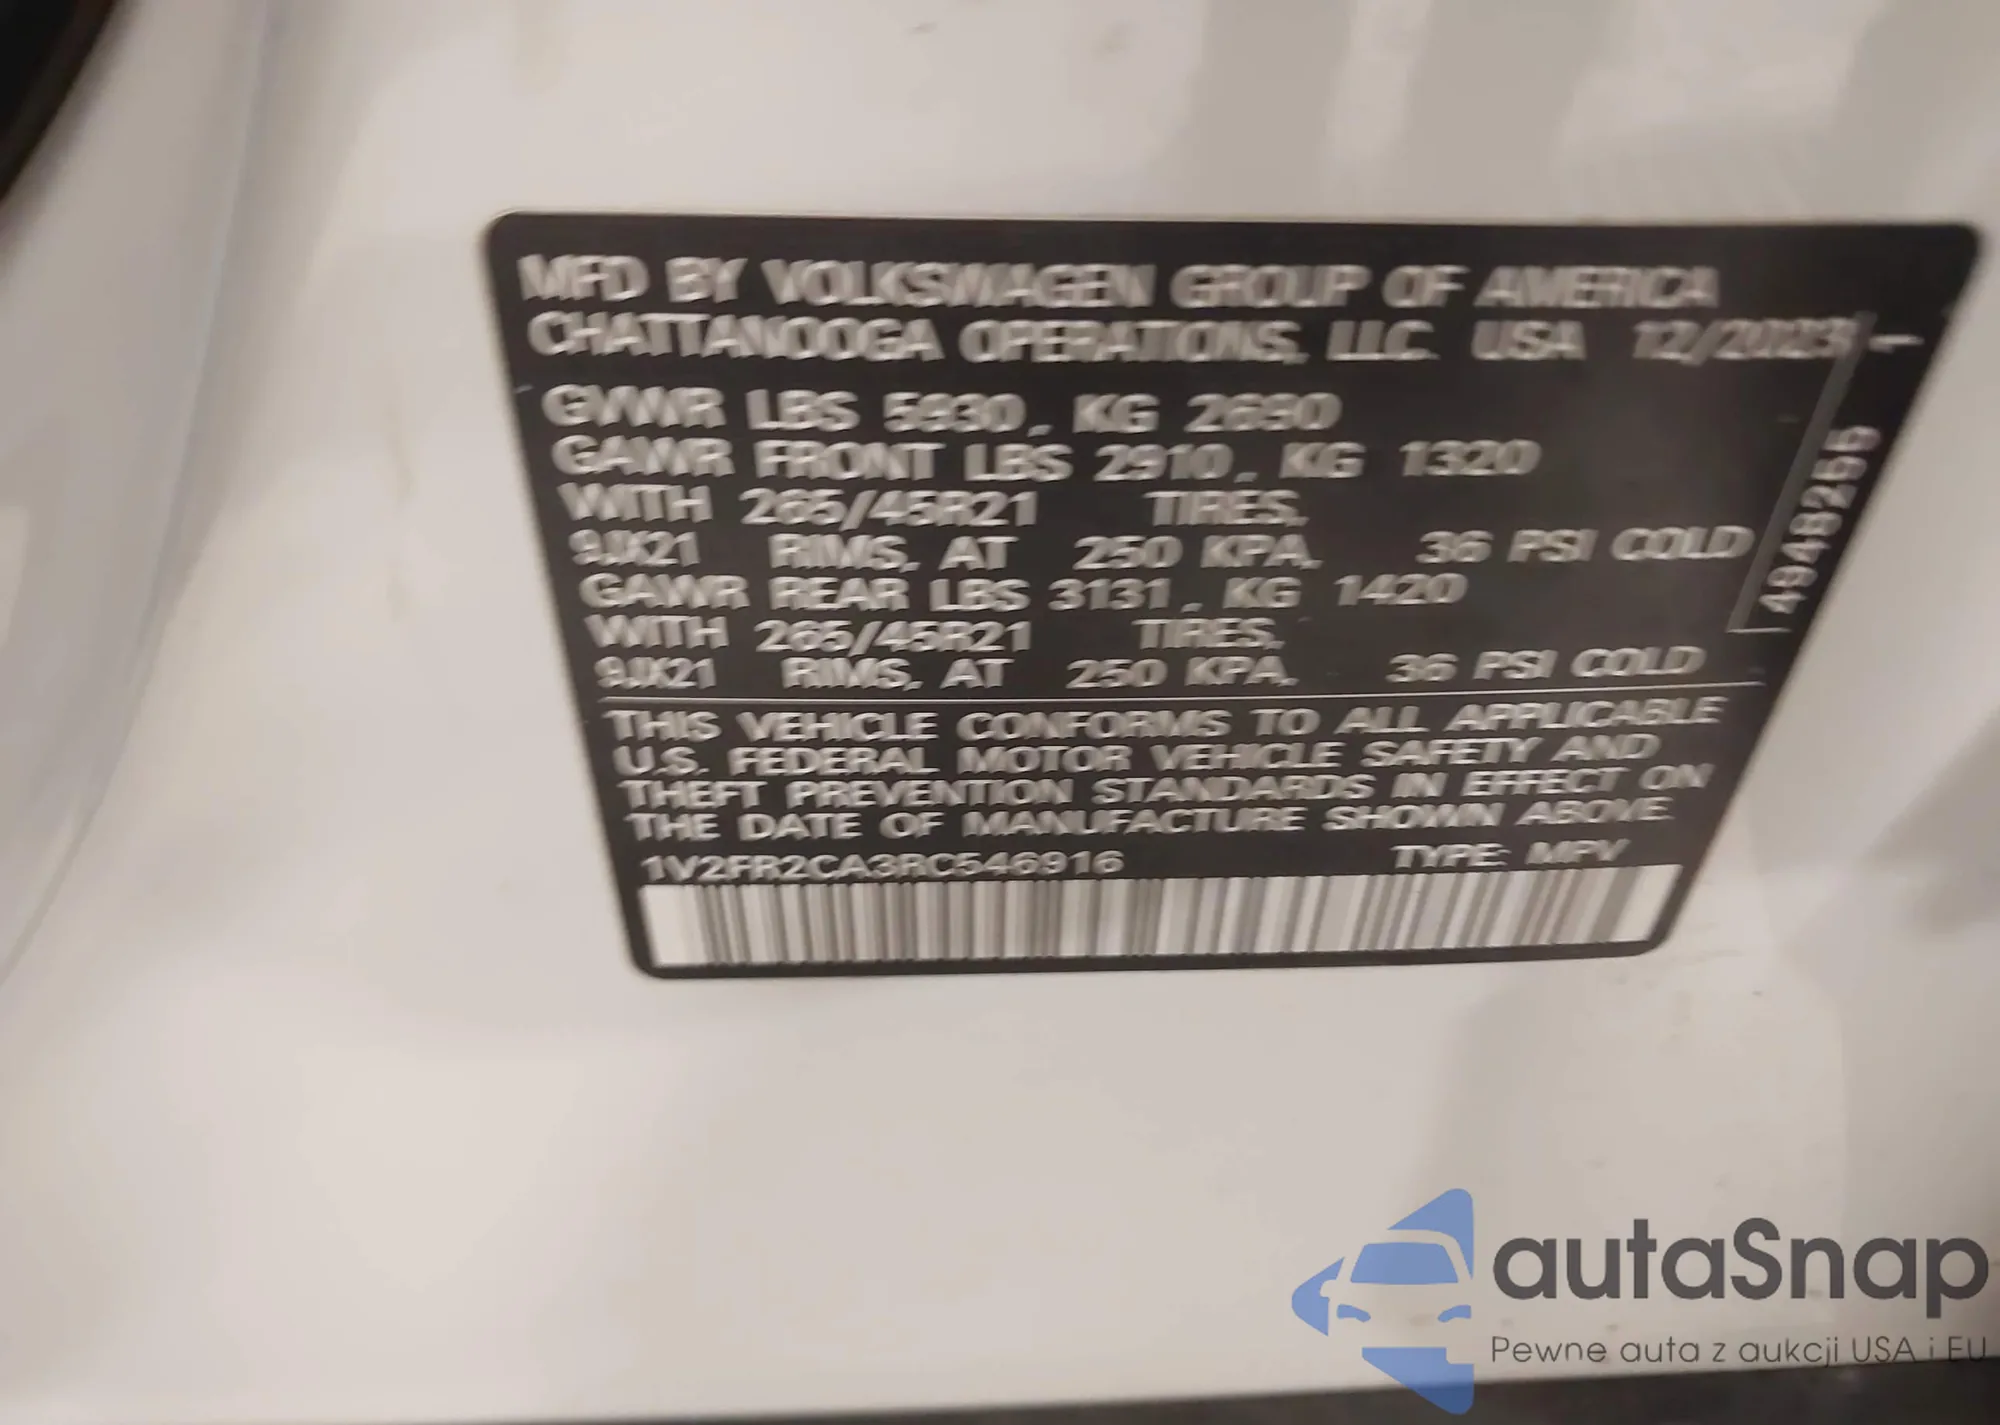 MFD BY VOLKSWAGEN GROUP OF AMERICA
CHATTANOOGA OPERATIONS, LLC. USA 12/2023
GVWR LBS 5930, KG 2690
GAWR FRONT LBS 2910, KG 1320
WITH 265/45R21 TIRES,
9JX21 RIMS, AT 250 KPA, 36 PSI COLD
GAWR REAR LBS 3131, KG 1420
WITH 265/45R21 TIRES,
9JX21 RIMS, AT 250 KPA, 36 PSI COLD
THIS VEHICLE CONFORMS TO ALL APPLICABLE
U.S. FEDERAL MOTOR VEHICLE SAFETY AND
THEFT PREVENTION STANDARDS IN EFFECT ON
THE DATE OF MANUFACTURE SHOWN ABOVE.
1V2FR2CA3RC546916 TYPE: MPV
autaSnap
Pewne auta z aukcji USA i EU